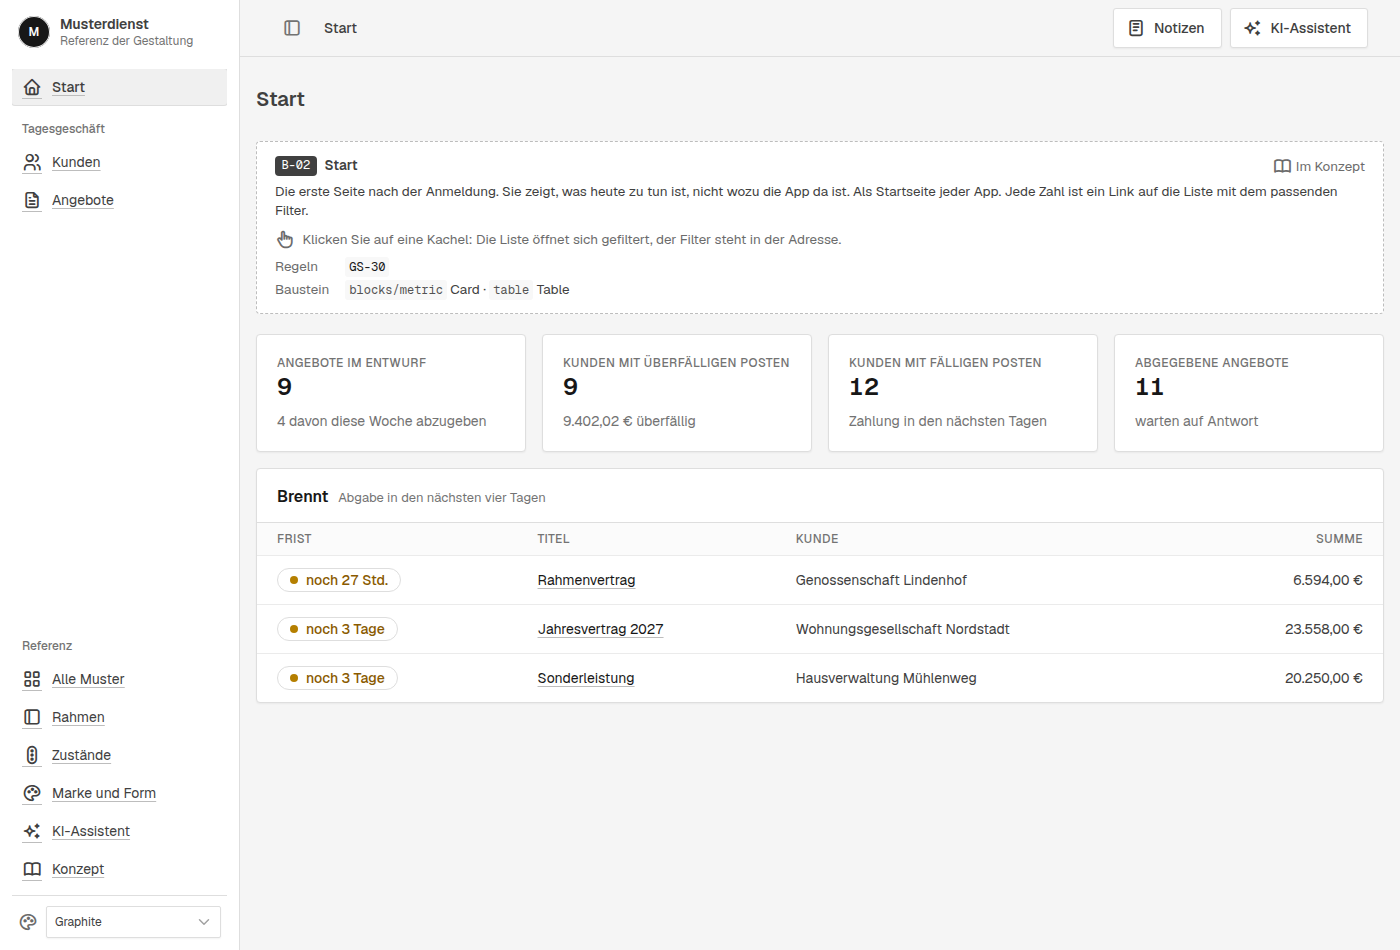 M
Musterdienst
Referenz der Gestaltung
Start
Tagesgeschäft
Kunden
Angebote
Referenz
Alle Muster
Rahmen
Zustände
Marke und Form
KI-Assistent
Konzept
Graphite
Start
Notizen
KI-Assistent
Start
B-02 Start
Im Konzept
Die erste Seite nach der Anmeldung. Sie zeigt, was heute zu tun ist, nicht wozu die App da ist. Als Startseite jeder App. Jede Zahl ist ein Link auf die Liste mit dem passenden
Filter.
Klicken Sie auf eine Kachel: Die Liste öffnet sich gefiltert, der Filter steht in der Adresse.
Regeln GS-30
Baustein blocks/metric Card · table Table
ANGEBOTE IM ENTWURF
9
4 davon diese Woche abzugeben
KUNDEN MIT ÜBERFÄLLIGEN POSTEN
9
9.402,02 € überfällig
KUNDEN MIT FÄLLIGEN POSTEN
12
Zahlung in den nächsten Tagen
ABGEGEBENE ANGEBOTE
11
warten auf Antwort
Brennt Abgabe in den nächsten vier Tagen
FRIST TITEL KUNDE SUMME
noch 27 Std. Rahmenvertrag Genossenschaft Lindenhof 6.594,00 €
noch 3 Tage Jahresvertrag 2027 Wohnungsgesellschaft Nordstadt 23.558,00 €
noch 3 Tage Sonderleistung Hausverwaltung Mühlenweg 20.250,00 €